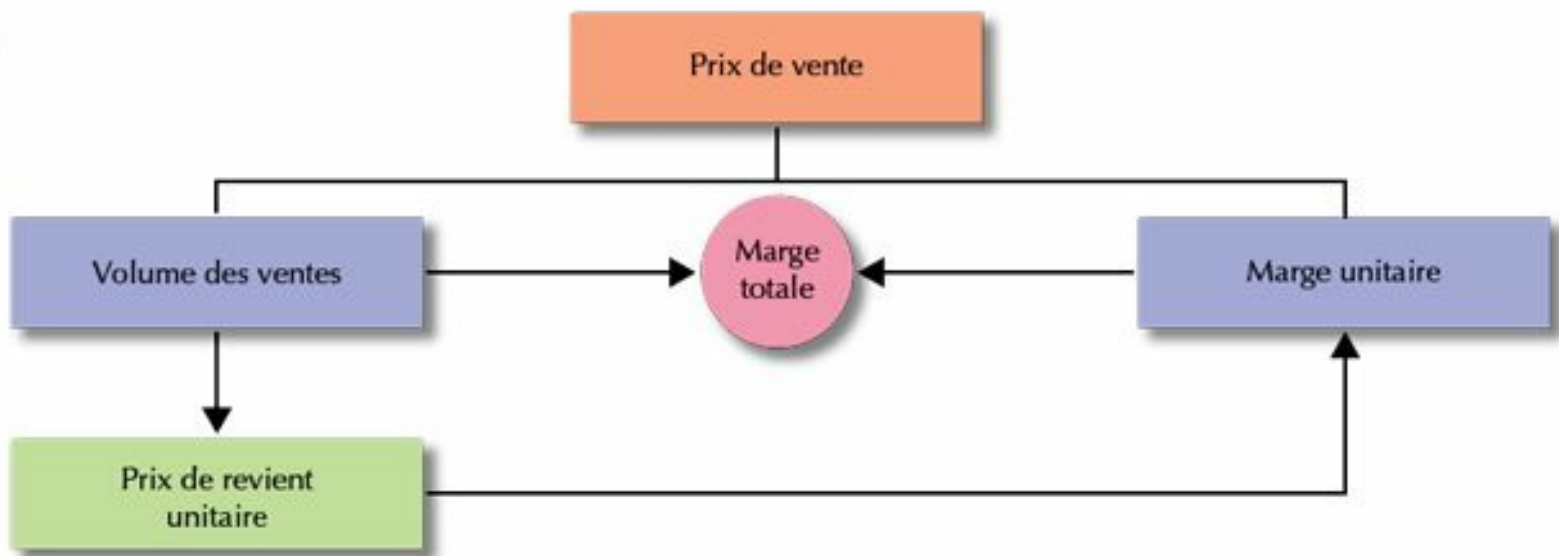 Prix de vente
Volume des ventes
Marge
totale
Marge unitaire
Prix de revient
unitaire